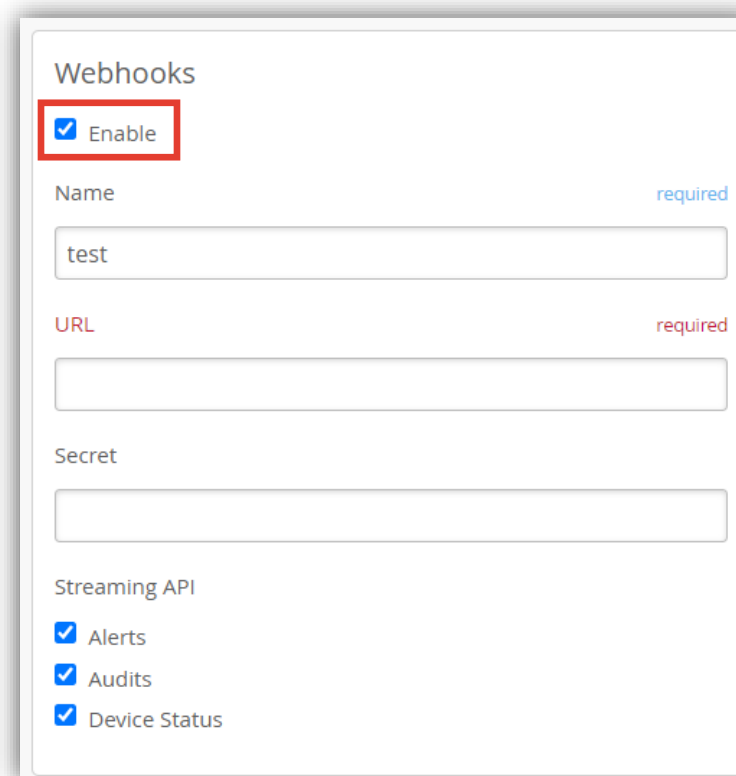 Webhooks
Enable
Name required
test
URL required
Secret
Streaming API
Alerts
Audits
Device Status